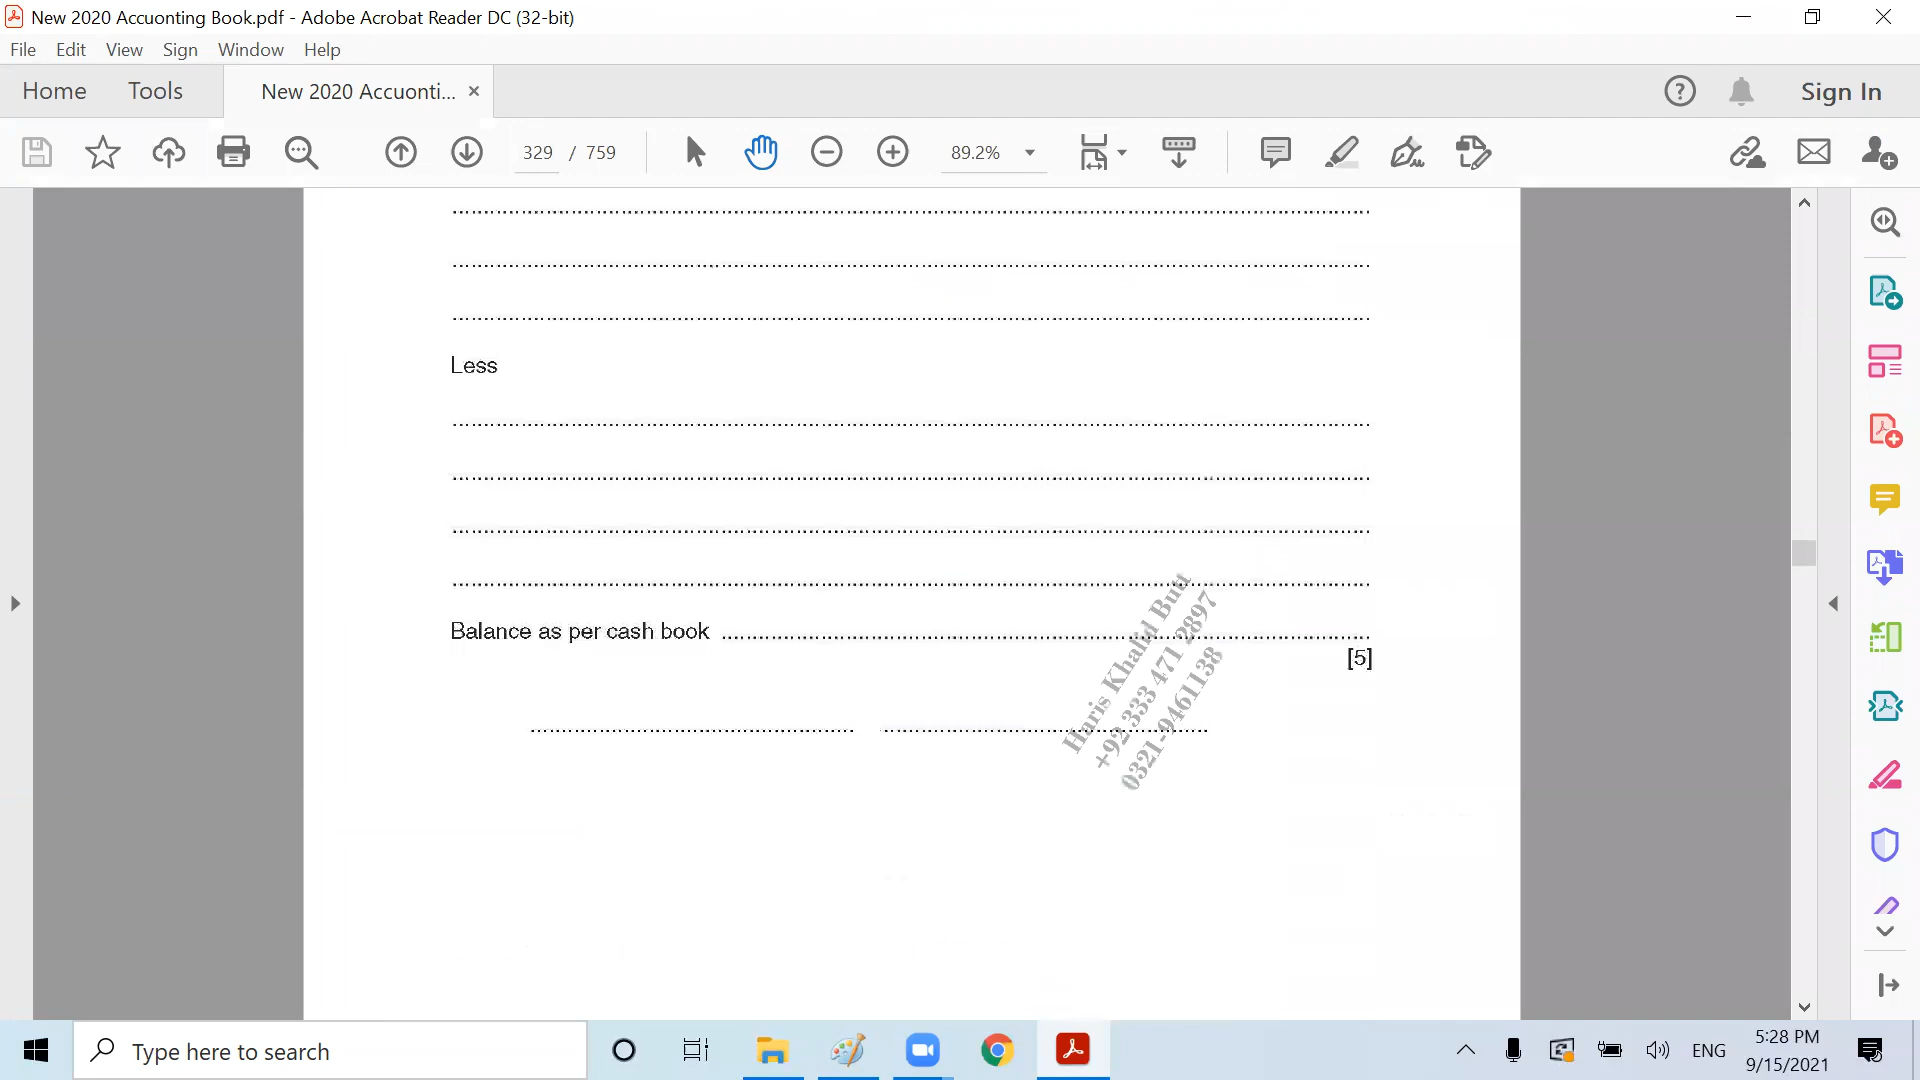 New 2020 Accuonting Book.pdf - Adobe Acrobat Reader DC (32-bit)
File Edit View Sign Window Help
Home Tools New 2020 Accuonti... × Sign In
329 / 759 89.2%
Less
Balance as per cash book
[5]
Haris Khalid Butt
+92 333 471 2897
0321-9461138
Type here to search
ENG
5:28 PM
9/15/2021